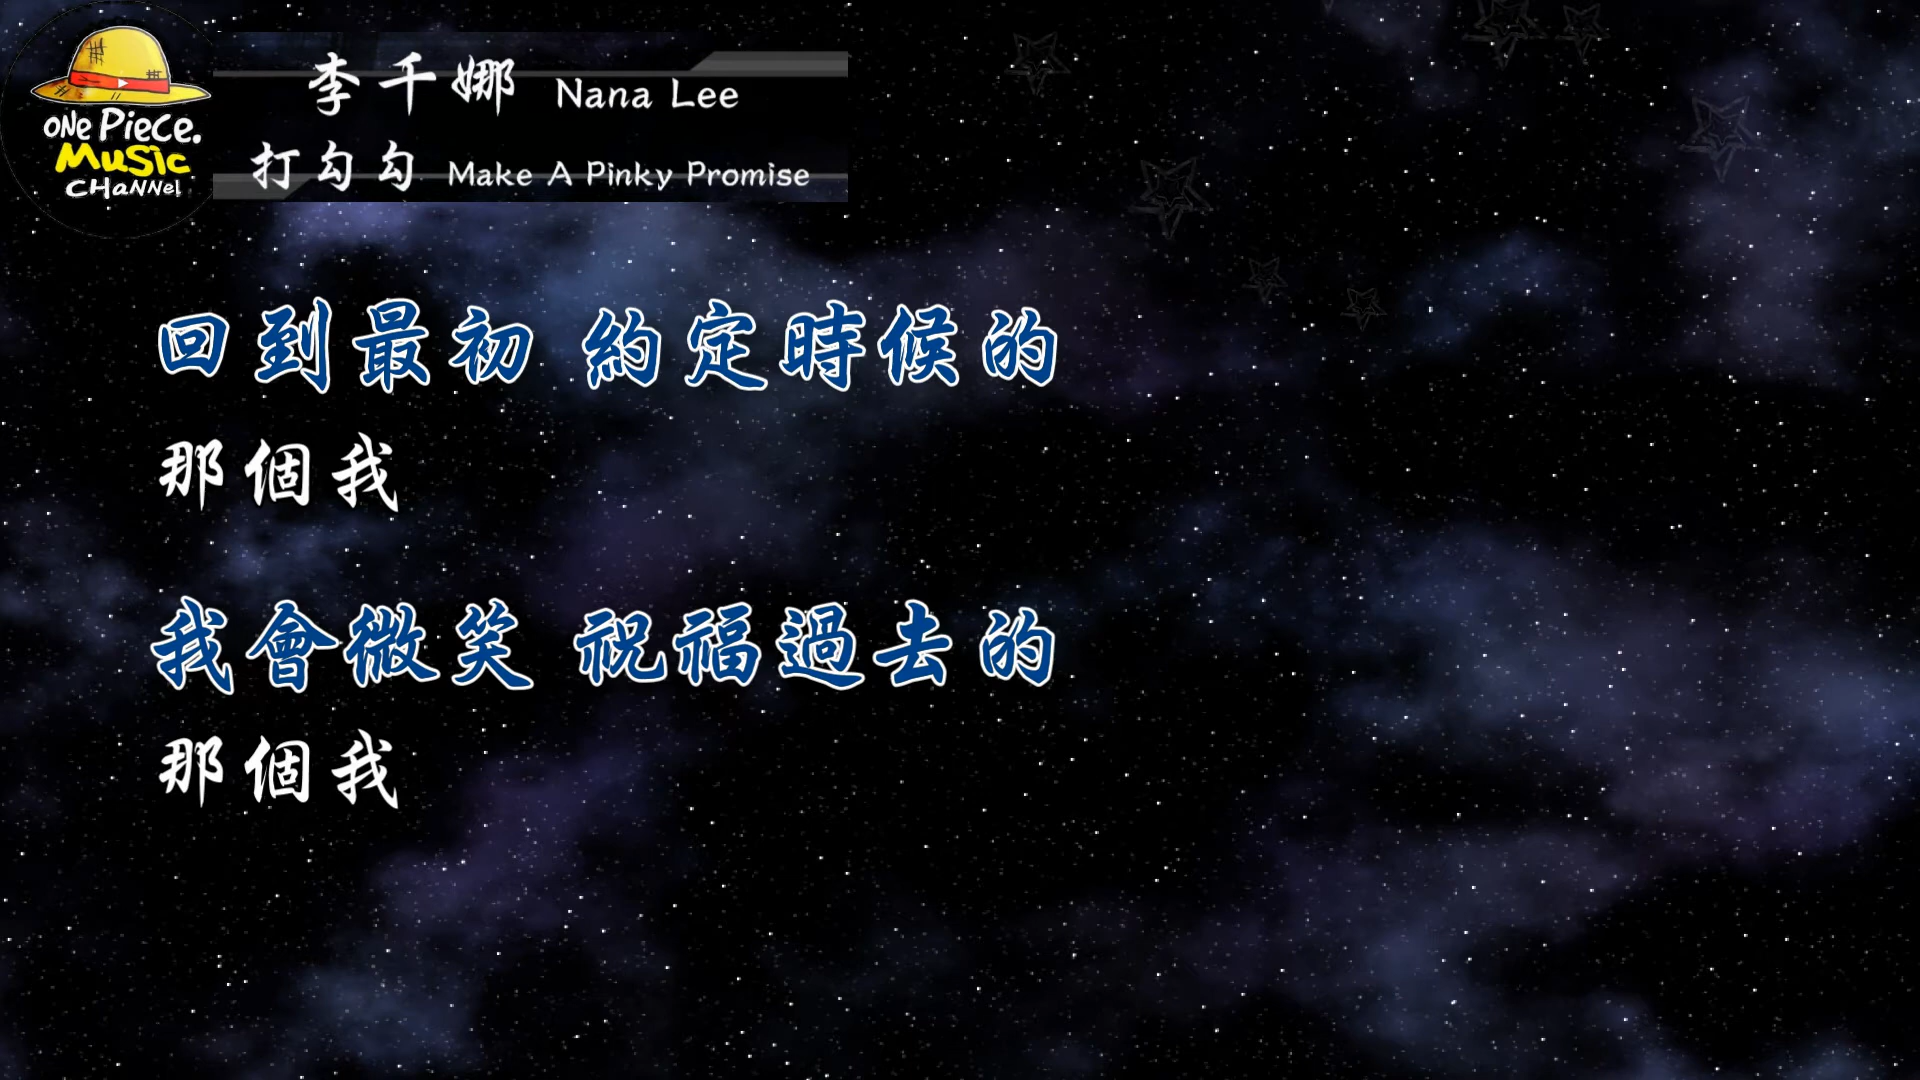 ONE PIECE.
MUSIC
CHANNEL
李千娜 Nana Lee
打勾勾 Make A Pinky Promise
回到最初 約定時候的
那個我
我會微笑 祝福過去的
那個我